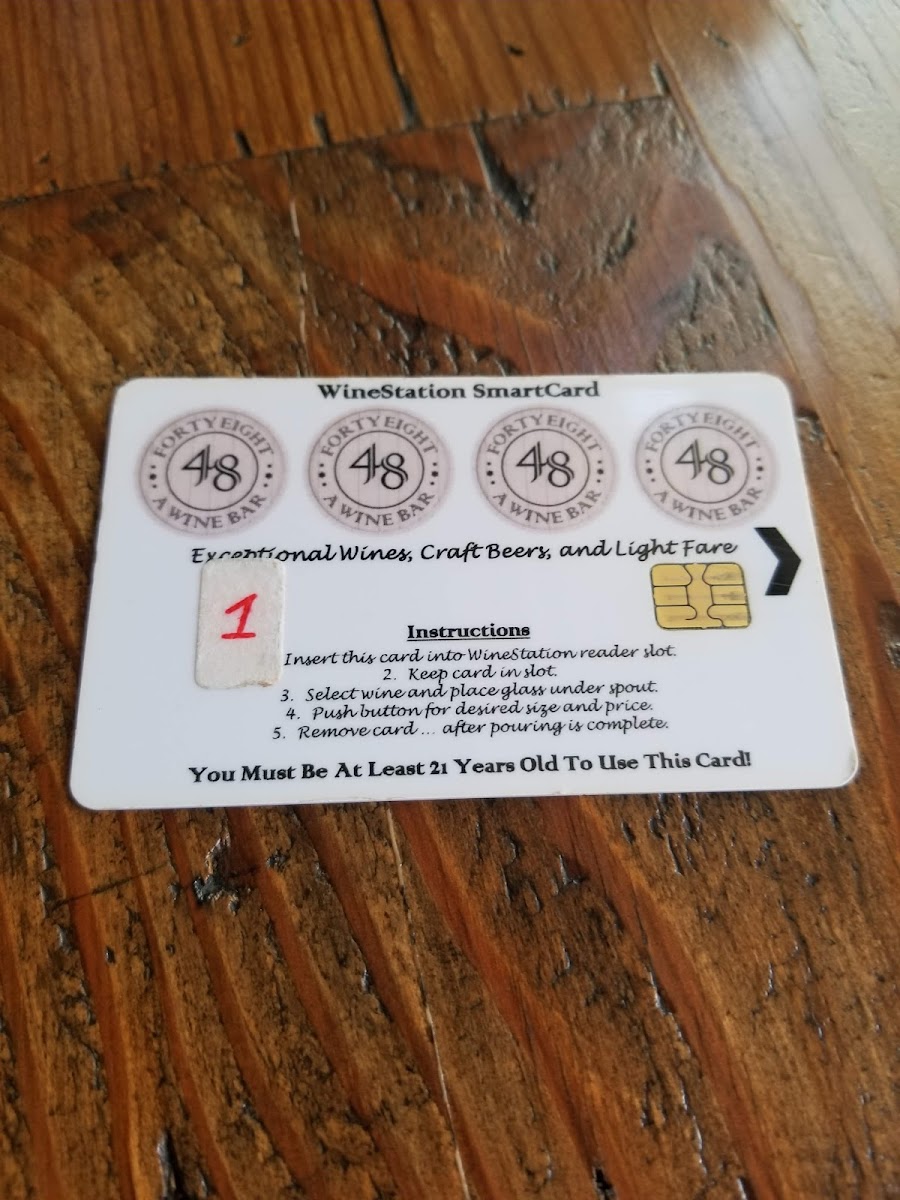 WineStation SmartCard
FORTY EIGHT 48 A WINE BAR
FORTY EIGHT 48 A WINE BAR
FORTY EIGHT 48 A WINE BAR
FORTY EIGHT 48 A WINE BAR
Exceptional Wines, Craft Beers, and Light Fare
1
Instructions
Insert this card into WineStation reader slot.
2. Keep card in slot.
3. Select wine and place glass under spout.
4. Push button for desired size and price.
5. Remove card ... after pouring is complete.
You Must Be At Least 21 Years Old To Use This Card!